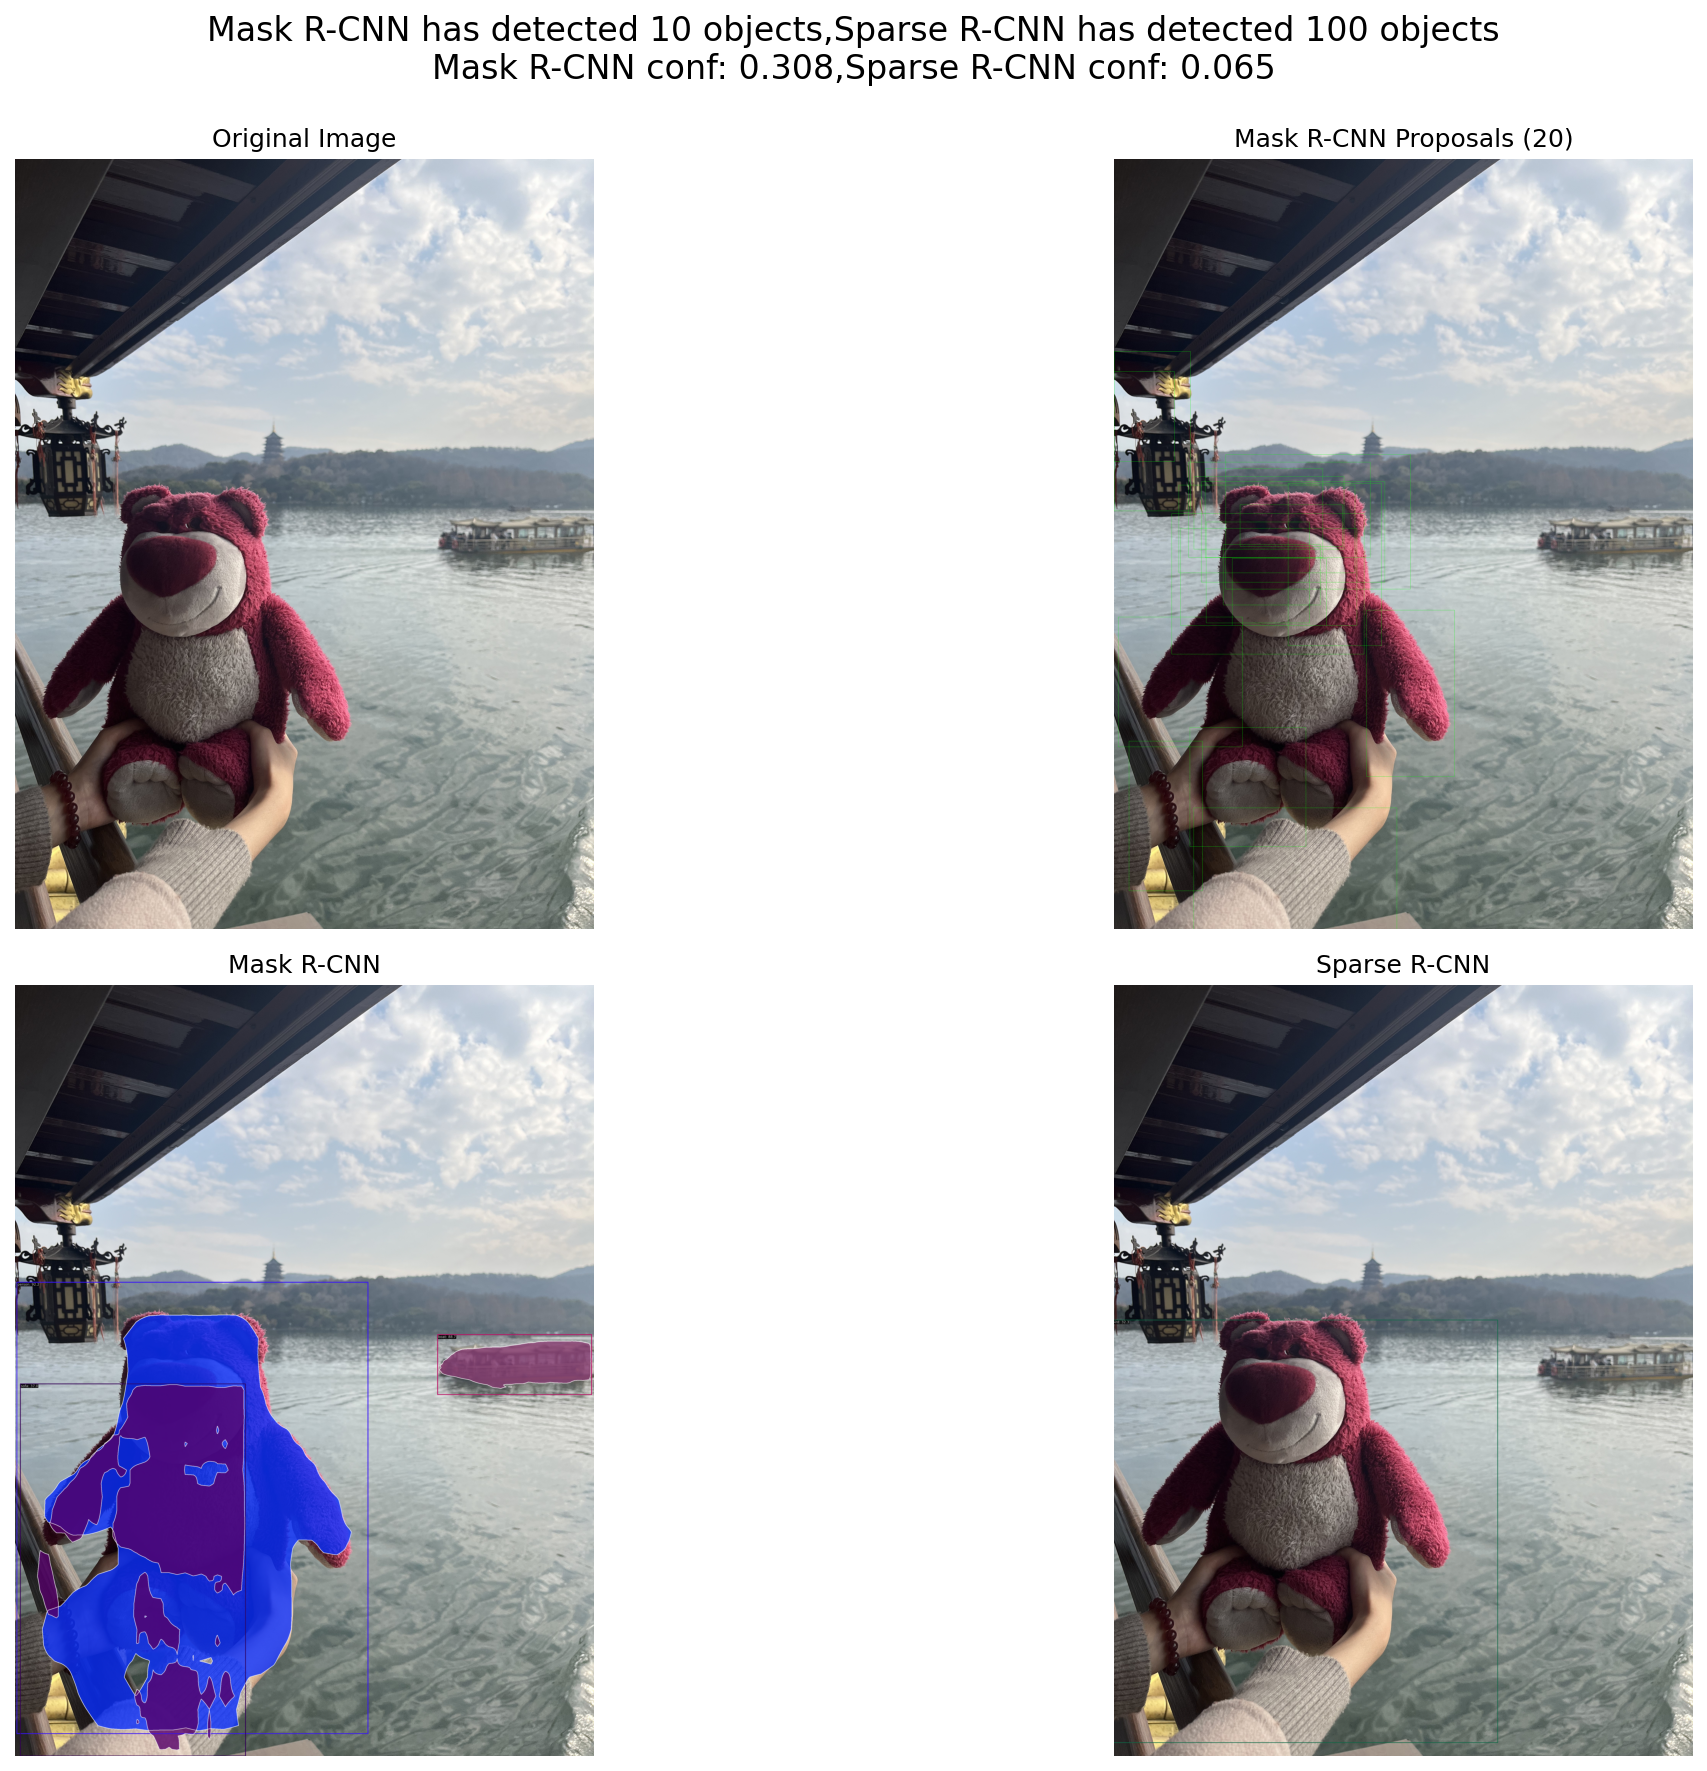 Mask R-CNN has detected 10 objects,Sparse R-CNN has detected 100 objects
Mask R-CNN conf: 0.308,Sparse R-CNN conf: 0.065
Original Image
Mask R-CNN Proposals (20)
Mask R-CNN
Sparse R-CNN